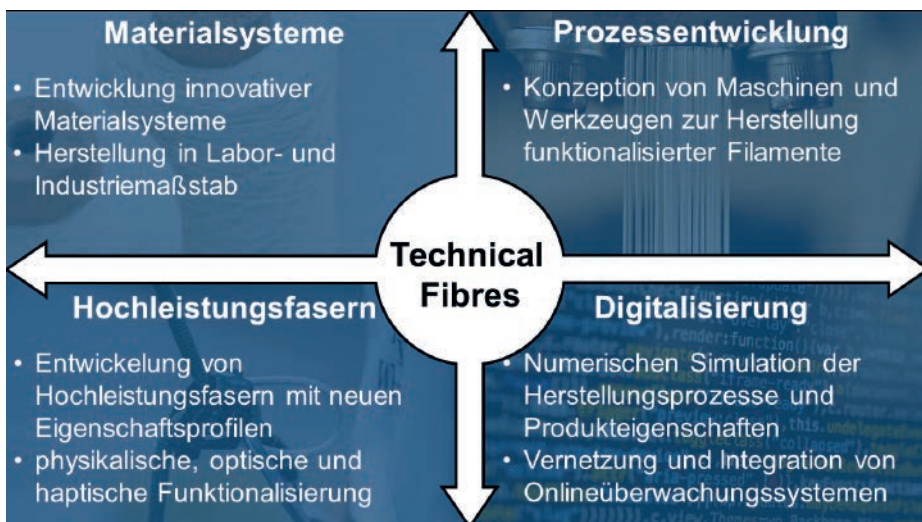 Materialsysteme
• Entwicklung innovativer
Materialsysteme
• Herstellung in Labor- und
Industriemaßstab
Prozessentwicklung
• Konzeption von Maschinen und
Werkzeugen zur Herstellung
funktionalisierter Filamente
Technical
Fibres
Hochleistungsfasern
• Entwickelung von
Hochleistungsfasern mit neuen
Eigenschaftsprofilen
• physikalische, optische und
haptische Funktionalisierung
Digitalisierung
• Numerischen Simulation der
Herstellungsprozesse und
Produkteigenschaften
• Vernetzung und Integration von
Onlineüberwachungssystemen